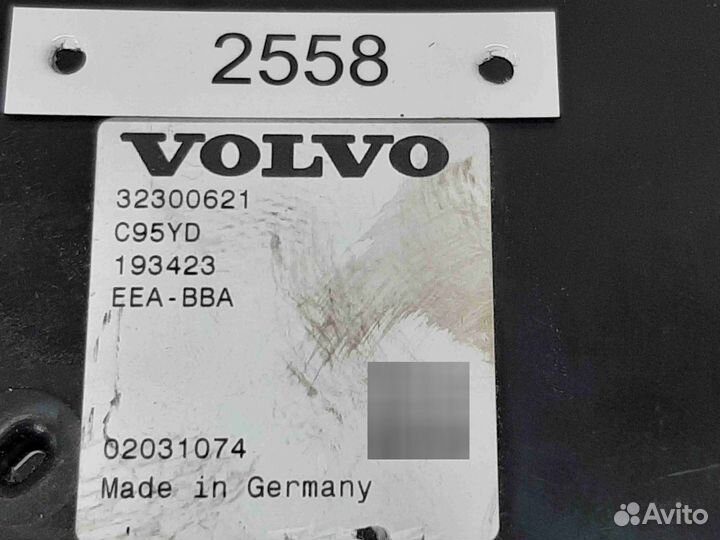 2558
VOLVO
32300621
C95YD
193423
EEA-BBA
02031074
Made in Germany
Avito